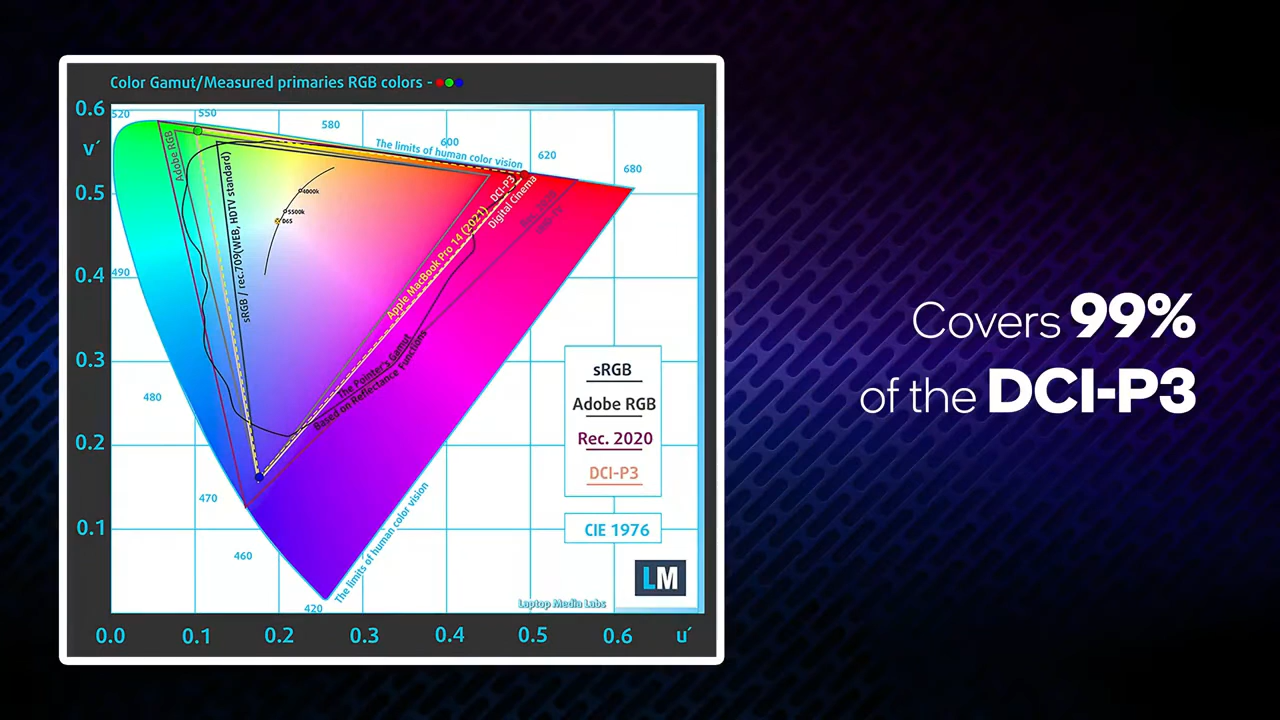 Color Gamut/Measured primaries RGB colors -
0.6
v´
0.5
0.4
0.3
0.2
0.1
0.0
0.1
0.2
0.3
0.4
0.5
0.6
u´
520
550
580
600
620
680
490
480
470
460
420
The limits of human color vision
Adobe RGB
sRGB / rec.709(WEB, HDTV standard)
4000k
5500k
D65
DCI-P3
Digital Cinema
Rec. 2020
Apple MacBook Pro 14 (2021)
The Pointer's Gamut
Based on Reflectance Functions
The limits of human color vision
sRGB
Adobe RGB
Rec. 2020
DCI-P3
CIE 1976
LM
Laptop Media Labs
Covers 99%
of the DCI-P3